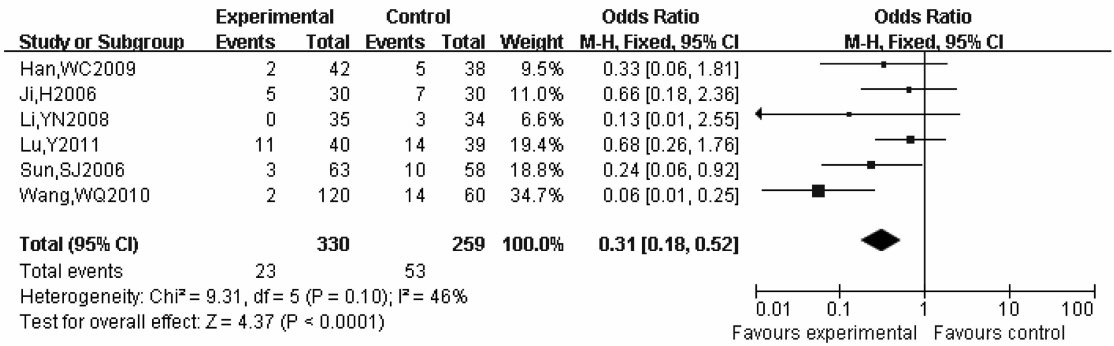 Experimental Control Odds Ratio Odds Ratio
Study or Subgroup Events Total Events Total Weight M-H, Fixed, 95% CI M-H, Fixed, 95% CI
Han,WC2009 2 42 5 38 9.5% 0.33 [0.06, 1.81]
Ji,H2006 5 30 7 30 11.0% 0.66 [0.18, 2.36]
Li,YN2008 0 35 3 34 6.6% 0.13 [0.01, 2.55]
Lu,Y2011 11 40 14 39 19.4% 0.68 [0.26, 1.76]
Sun,SJ2006 3 63 10 58 18.8% 0.24 [0.06, 0.92]
Wang,WQ2010 2 120 14 60 34.7% 0.06 [0.01, 0.25]
Total (95% CI) 330 259 100.0% 0.31 [0.18, 0.52]
Total events 23 53
Heterogeneity: Chi² = 9.31, df = 5 (P = 0.10); I² = 46%
Test for overall effect: Z = 4.37 (P < 0.0001)
0.01 0.1 1 10 100
Favours experimental Favours control